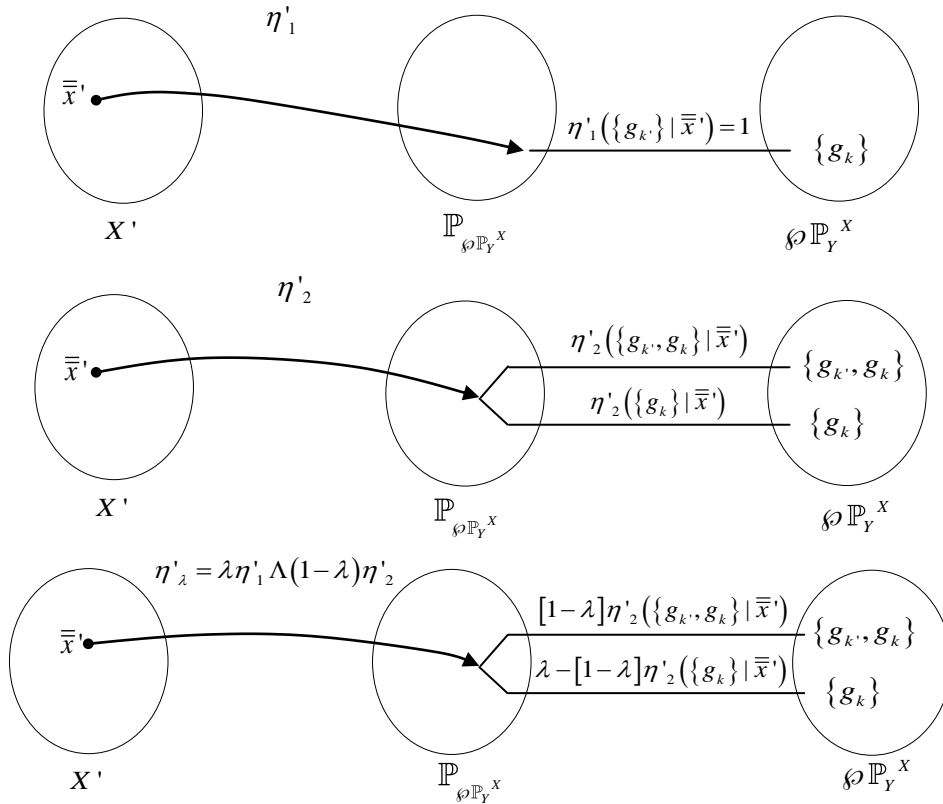 η'₁
x̿'
η'₁({g_k'} | x̿') = 1
{g_k}
X'
ℙ_℘ℙ_Y^X
℘ℙ_Y^X
η'₂
x̿'
η'₂({g_k', g_k} | x̿')
{g_k', g_k}
η'₂({g_k} | x̿')
{g_k}
X'
ℙ_℘ℙ_Y^X
℘ℙ_Y^X
η'_λ = λη'₁ Λ(1−λ)η'₂
x̿'
[1−λ]η'₂({g_k', g_k} | x̿')
{g_k', g_k}
λ−[1−λ]η'₂({g_k} | x̿')
{g_k}
X'
ℙ_℘ℙ_Y^X
℘ℙ_Y^X